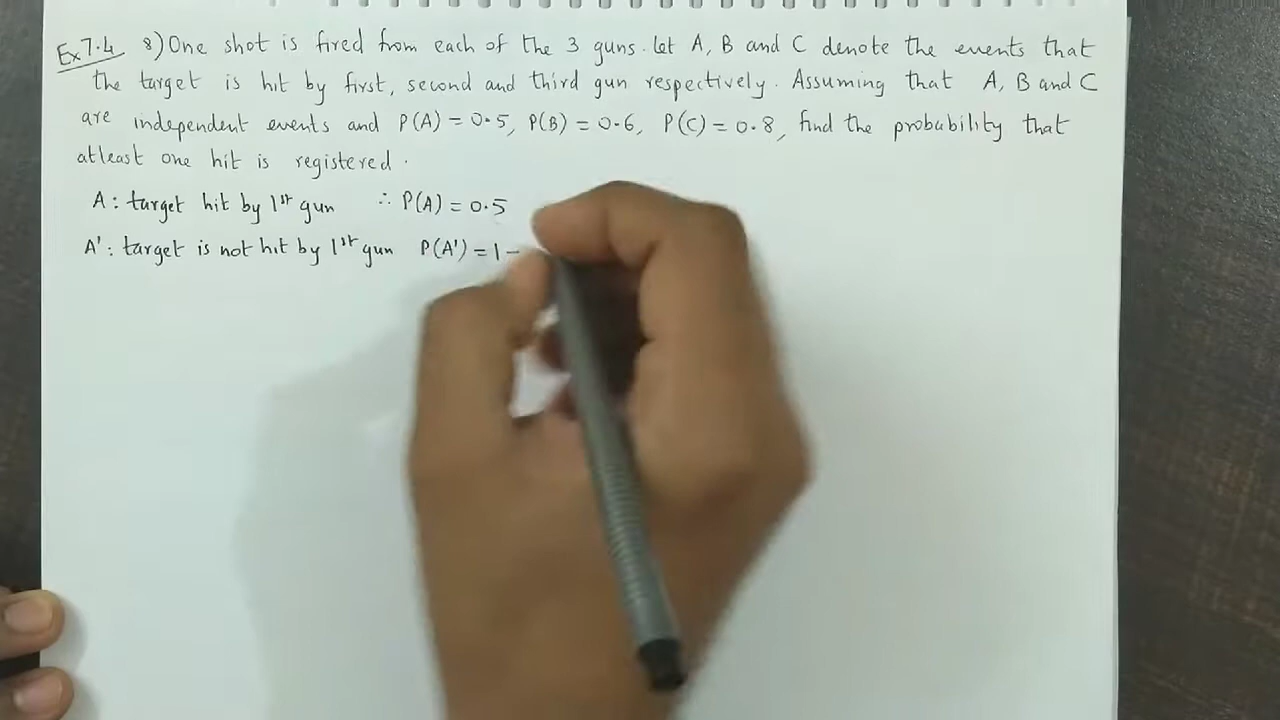 Ex 7.4 8) One shot is fired from each of the 3 guns. Let A, B and C denote the events that
the target is hit by first, second and third gun respectively. Assuming that A, B and C
are independent events and P(A) = 0.5, P(B) = 0.6, P(C) = 0.8, find the probability that
atleast one hit is registered.
A : target hit by 1st gun ∴ P(A) = 0.5
A' : target is not hit by 1st gun P(A') = 1 -